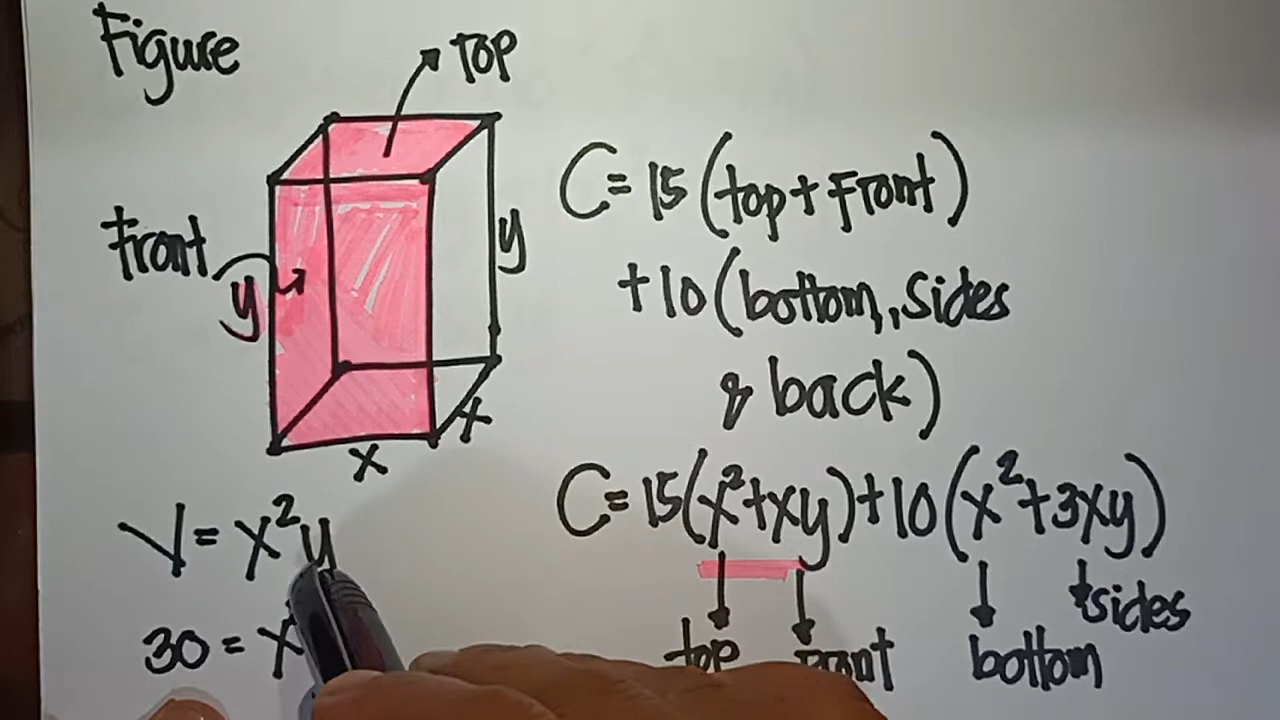 Figure
TOP
Front
y
y
x
x
V = x²y
30 = x
C = 15 (top + Front)
+ 10 (bottom, sides
& back)
C = 15(x² + xy) + 10(x² + 3xy)
top
front
bottom
sides